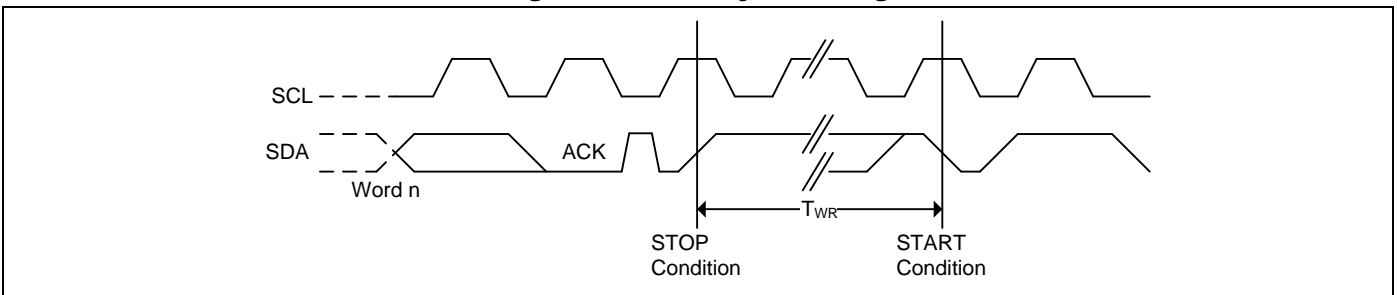 SCL
SDA
ACK
Word n
TWR
STOP
Condition
START
Condition